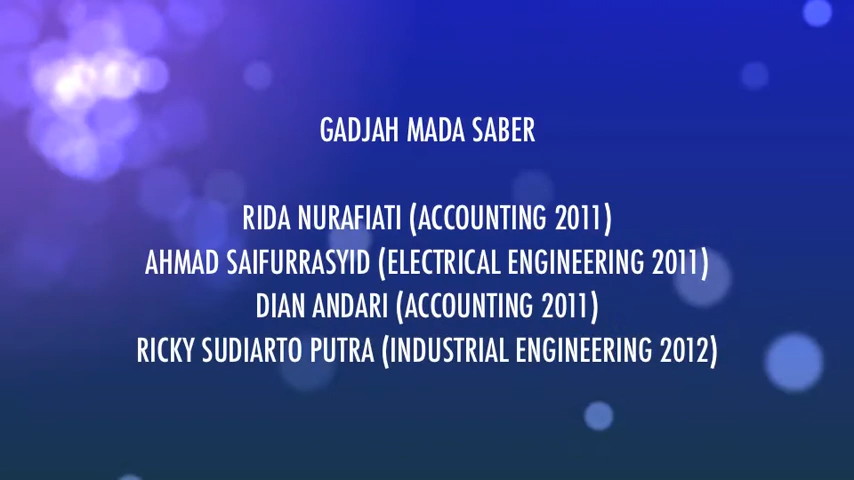 GADJAH MADA SABER
RIDA NURAFIATI (ACCOUNTING 2011)
AHMAD SAIFURRASYID (ELECTRICAL ENGINEERING 2011)
DIAN ANDARI (ACCOUNTING 2011)
RICKY SUDIARTO PUTRA (INDUSTRIAL ENGINEERING 2012)